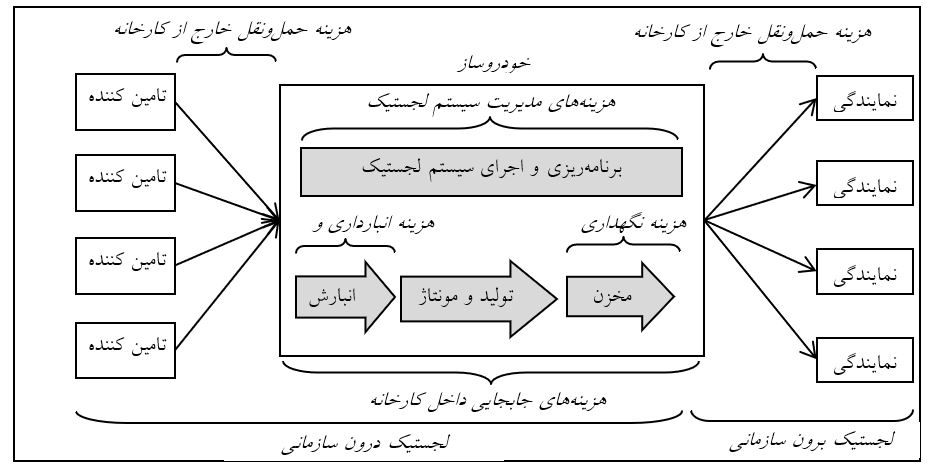 هزینه حمل‌ونقل خارج از کارخانه
هزینه حمل‌ونقل خارج از کارخانه
خودروساز
تامین کننده
تامین کننده
تامین کننده
تامین کننده
هزینه‌های مدیریت سیستم لجستیک
برنامه‌ریزی و اجرای سیستم لجستیک
هزینه انبارداری و
هزینه نگهداری
انبارش
تولید و مونتاژ
مخزن
نمایندگی
نمایندگی
نمایندگی
نمایندگی
هزینه‌های جابجایی داخل کارخانه
لجستیک درون سازمانی
لجستیک برون سازمانی